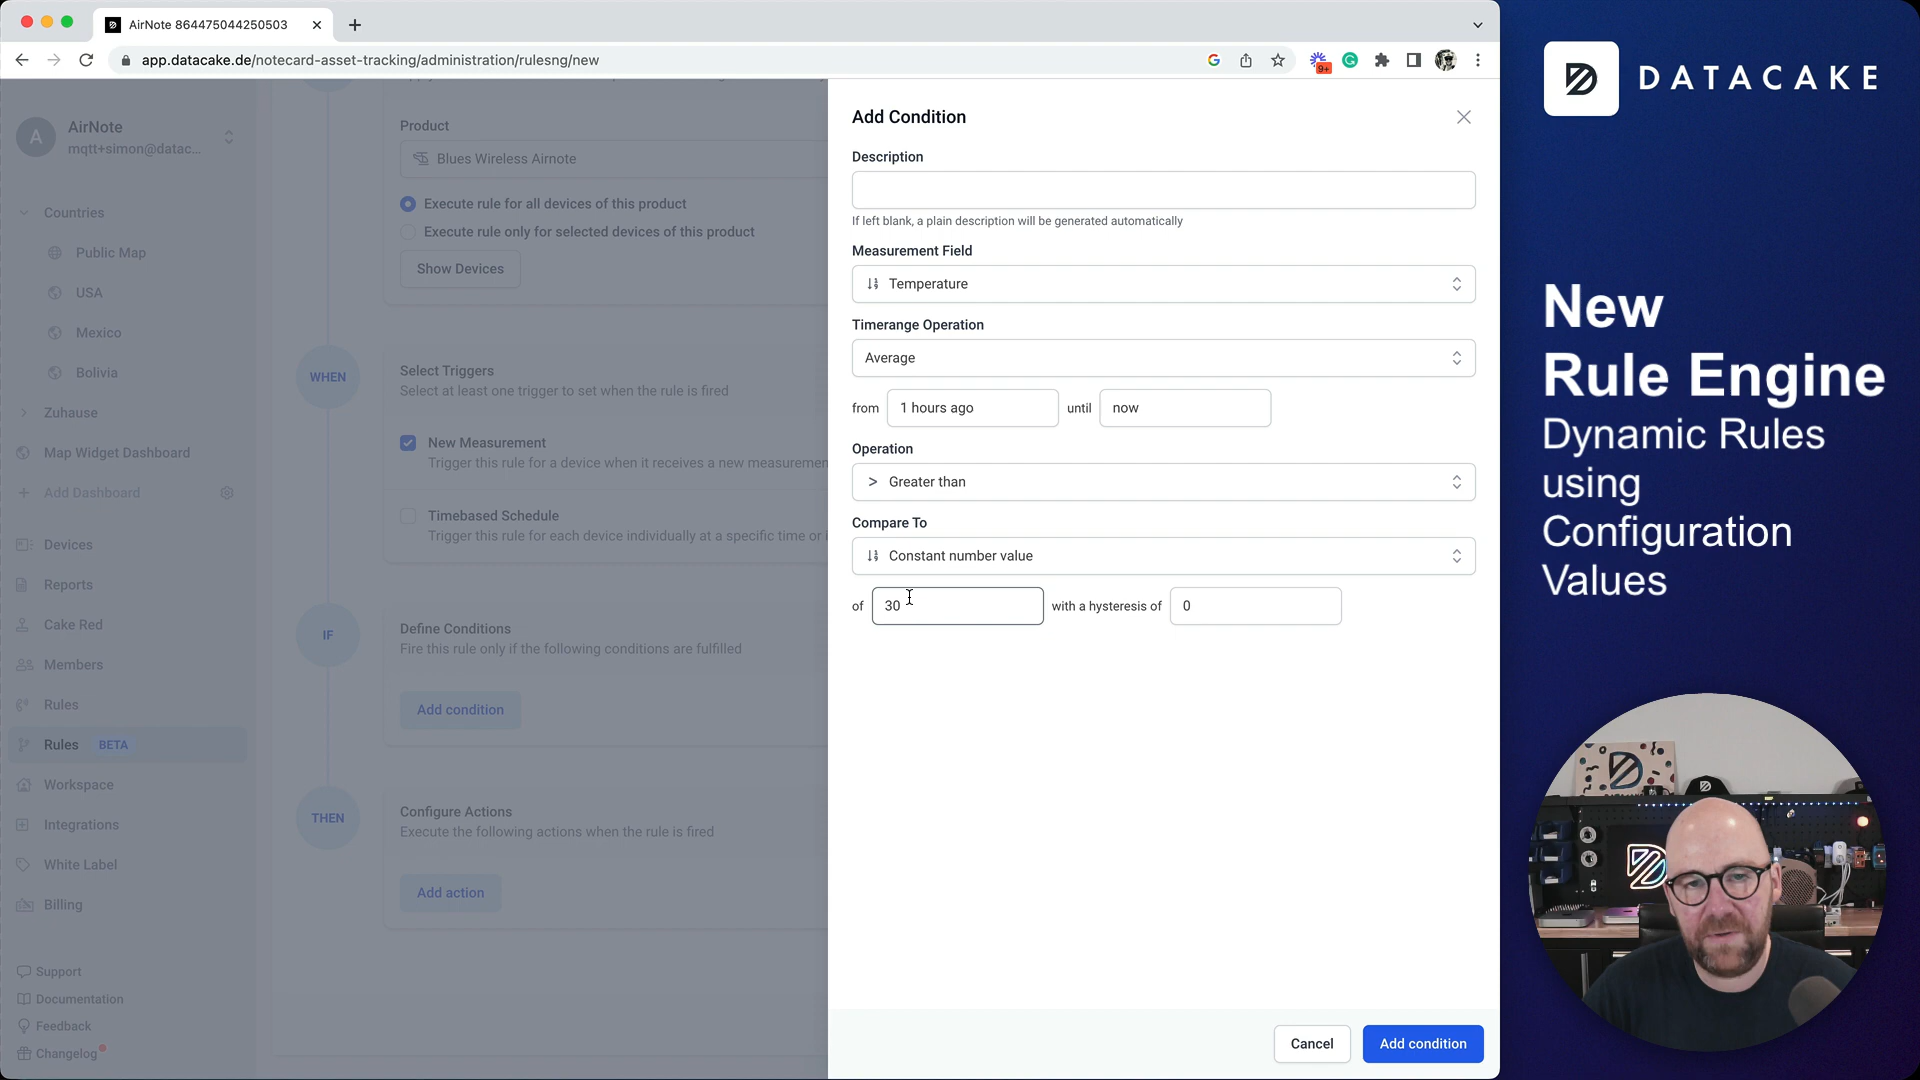 AirNote 864475044250503
app.datacake.de/notecard-asset-tracking/administration/rulesng/new
9+
A
AirNote
mqtt+simon@datac...
Countries
Public Map
USA
Mexico
Bolivia
Zuhause
Map Widget Dashboard
Add Dashboard
Devices
Reports
Cake Red
Members
Rules
Rules BETA
Workspace
Integrations
White Label
Billing
Support
Documentation
Feedback
Changelog
Product
Blues Wireless Airnote
Execute rule for all devices of this product
Execute rule only for selected devices of this product
Show Devices
WHEN
Select Triggers
Select at least one trigger to set when the rule is fired
New Measurement
Trigger this rule for a device when it receives a new measuremen
Timebased Schedule
Trigger this rule for each device individually at a specific time or i
IF
Define Conditions
Fire this rule only if the following conditions are fulfilled
Add condition
THEN
Configure Actions
Execute the following actions when the rule is fired
Add action
Add Condition
Description
If left blank, a plain description will be generated automatically
Measurement Field
Temperature
Timerange Operation
Average
from 1 hours ago until now
Operation
> Greater than
Compare To
Constant number value
of 30 with a hysteresis of 0
Cancel
Add condition
DATACAKE
New
Rule Engine
Dynamic Rules
using
Configuration
Values